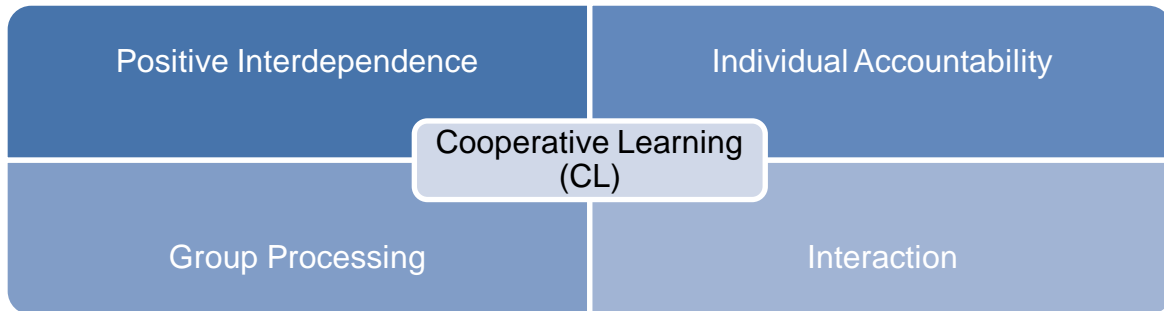 Positive Interdependence
Individual Accountability
Cooperative Learning
(CL)
Group Processing
Interaction